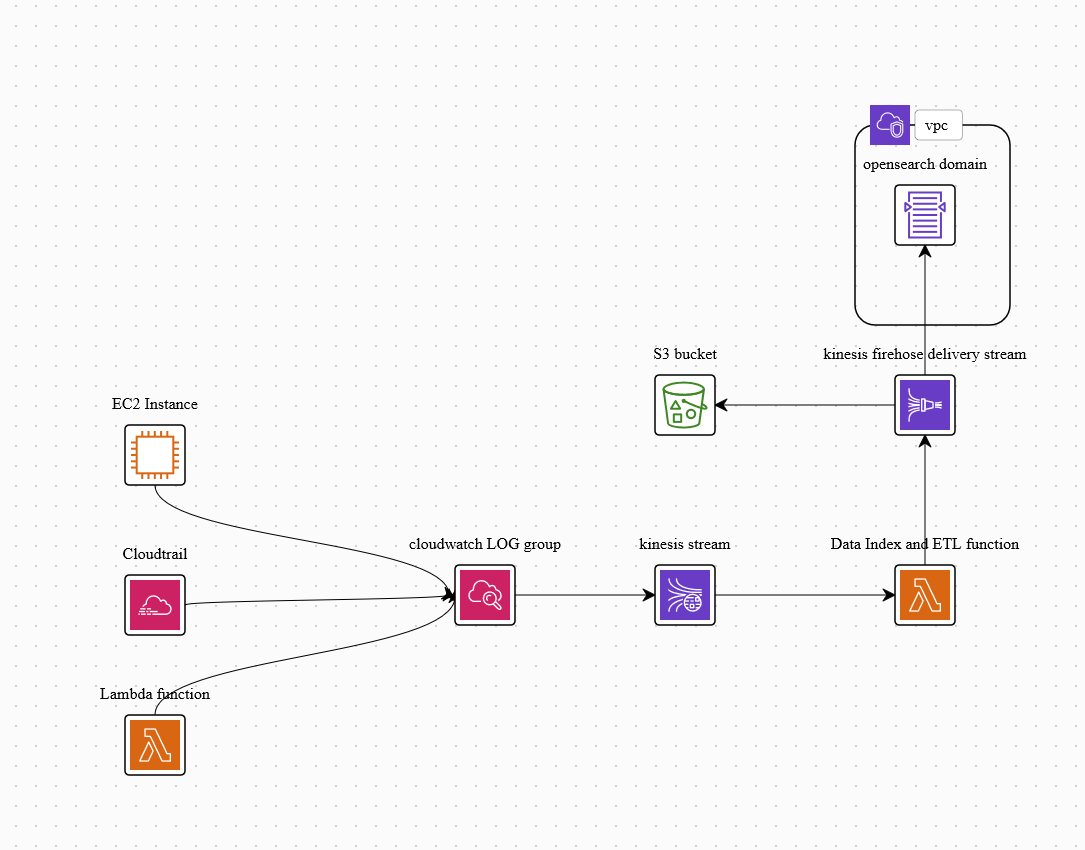 vpc
opensearch domain
S3 bucket
kinesis firehose delivery stream
EC2 Instance
Cloudtrail
cloudwatch LOG group
kinesis stream
Data Index and ETL function
Lambda function